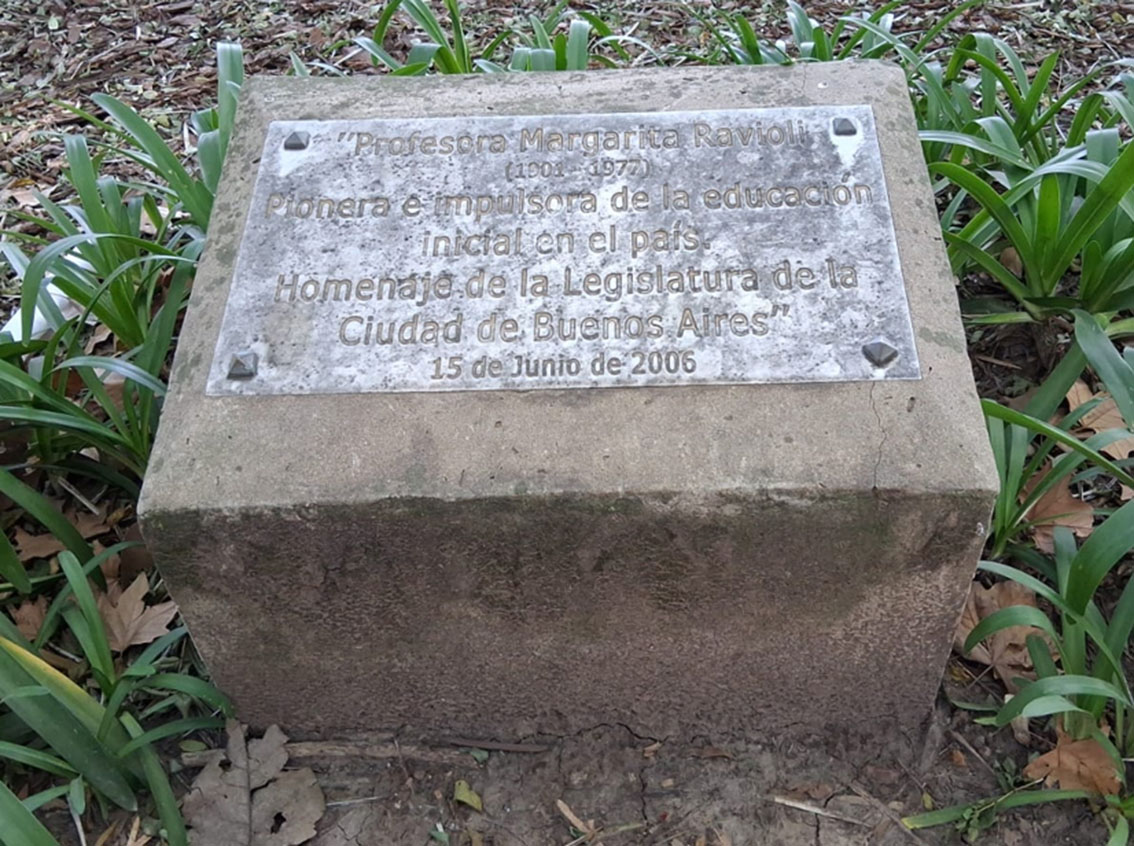 "Profesora Margarita Ravioli
(1901 - 1977)
Pionera e impulsora de la educación
inicial en el país.
Homenaje de la Legislatura de la
Ciudad de Buenos Aires"
15 de Junio de 2006